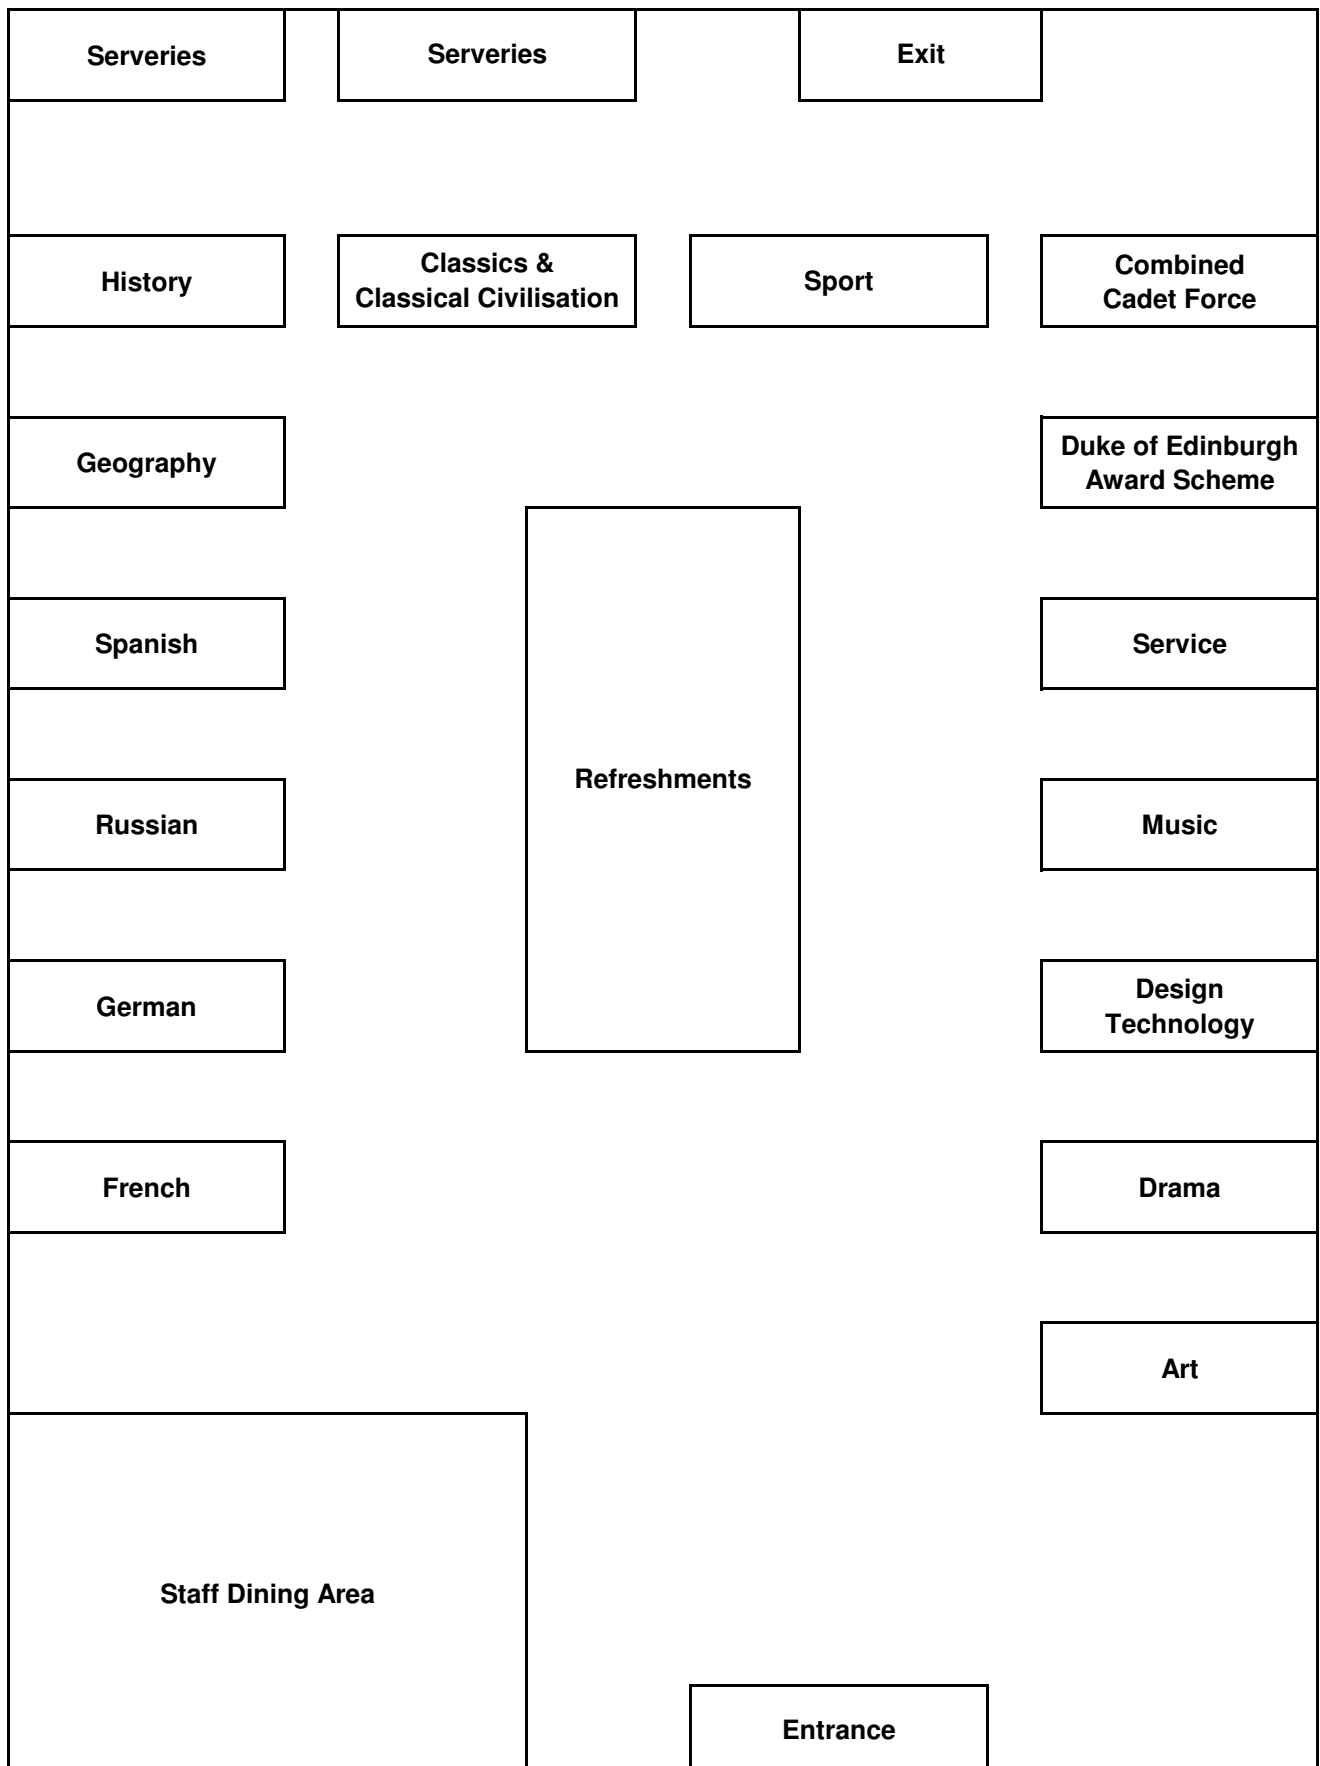 Serveries
Serveries
Exit
History
Classics &
Classical Civilisation
Sport
Combined
Cadet Force
Geography
Duke of Edinburgh
Award Scheme
Spanish
Service
Refreshments
Russian
Music
German
Design
Technology
French
Drama
Art
Staff Dining Area
Entrance